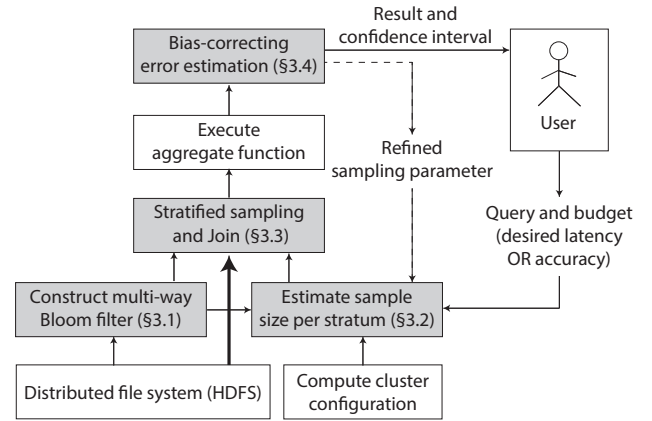 Result and
confidence interval
Bias-correcting
error estimation (§3.4)
User
Execute
aggregate function
Refined
sampling parameter
Stratified sampling
and Join (§3.3)
Query and budget
(desired latency
OR accuracy)
Construct multi-way
Bloom filter (§3.1)
Estimate sample
size per stratum (§3.2)
Distributed file system (HDFS)
Compute cluster
configuration